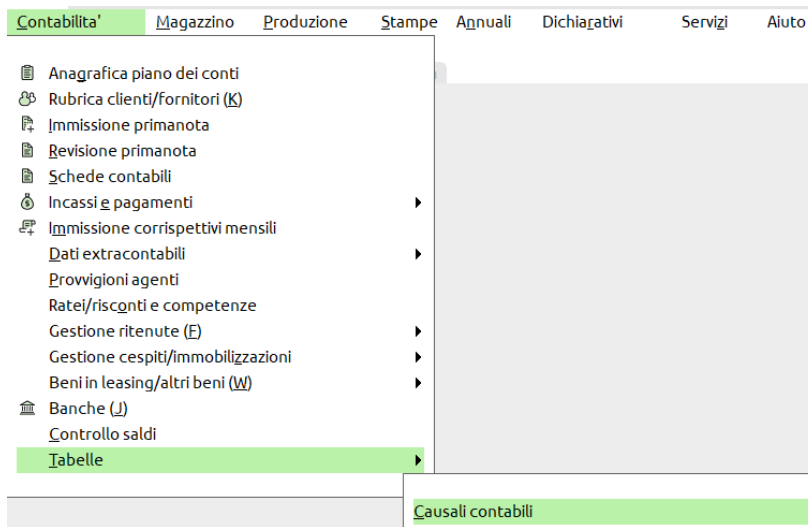 Contabilita' Magazzino Produzione Stampe Annuali Dichiarativi Servizi Aiuto
Anagrafica piano dei conti
Rubrica clienti/fornitori (K)
Immissione primanota
Revisione primanota
Schede contabili
Incassi e pagamenti
Immissione corrispettivi mensili
Dati extracontabili
Provvigioni agenti
Ratei/risconti e competenze
Gestione ritenute (F)
Gestione cespiti/immobilizzazioni
Beni in leasing/altri beni (W)
Banche (J)
Controllo saldi
Tabelle
Causali contabili